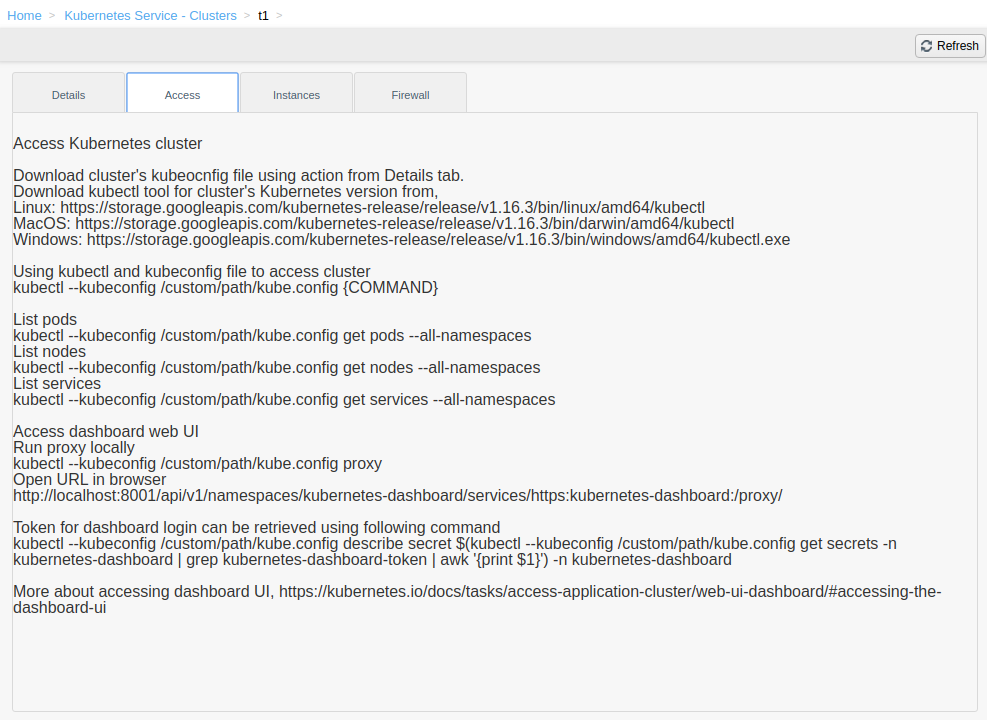 Home > Kubernetes Service - Clusters > t1 >
Refresh
Details Access Instances Firewall
Access Kubernetes cluster
Download cluster's kubeocnfig file using action from Details tab.
Download kubectl tool for cluster's Kubernetes version from,
Linux: https://storage.googleapis.com/kubernetes-release/release/v1.16.3/bin/linux/amd64/kubectl
MacOS: https://storage.googleapis.com/kubernetes-release/release/v1.16.3/bin/darwin/amd64/kubectl
Windows: https://storage.googleapis.com/kubernetes-release/release/v1.16.3/bin/windows/amd64/kubectl.exe
Using kubectl and kubeconfig file to access cluster
kubectl --kubeconfig /custom/path/kube.config {COMMAND}
List pods
kubectl --kubeconfig /custom/path/kube.config get pods --all-namespaces
List nodes
kubectl --kubeconfig /custom/path/kube.config get nodes --all-namespaces
List services
kubectl --kubeconfig /custom/path/kube.config get services --all-namespaces
Access dashboard web UI
Run proxy locally
kubectl --kubeconfig /custom/path/kube.config proxy
Open URL in browser
http://localhost:8001/api/v1/namespaces/kubernetes-dashboard/services/https:kubernetes-dashboard:/proxy/
Token for dashboard login can be retrieved using following command
kubectl --kubeconfig /custom/path/kube.config describe secret $(kubectl --kubeconfig /custom/path/kube.config get secrets -n
kubernetes-dashboard | grep kubernetes-dashboard-token | awk '{print $1}') -n kubernetes-dashboard
More about accessing dashboard UI, https://kubernetes.io/docs/tasks/access-application-cluster/web-ui-dashboard/#accessing-the-
dashboard-ui